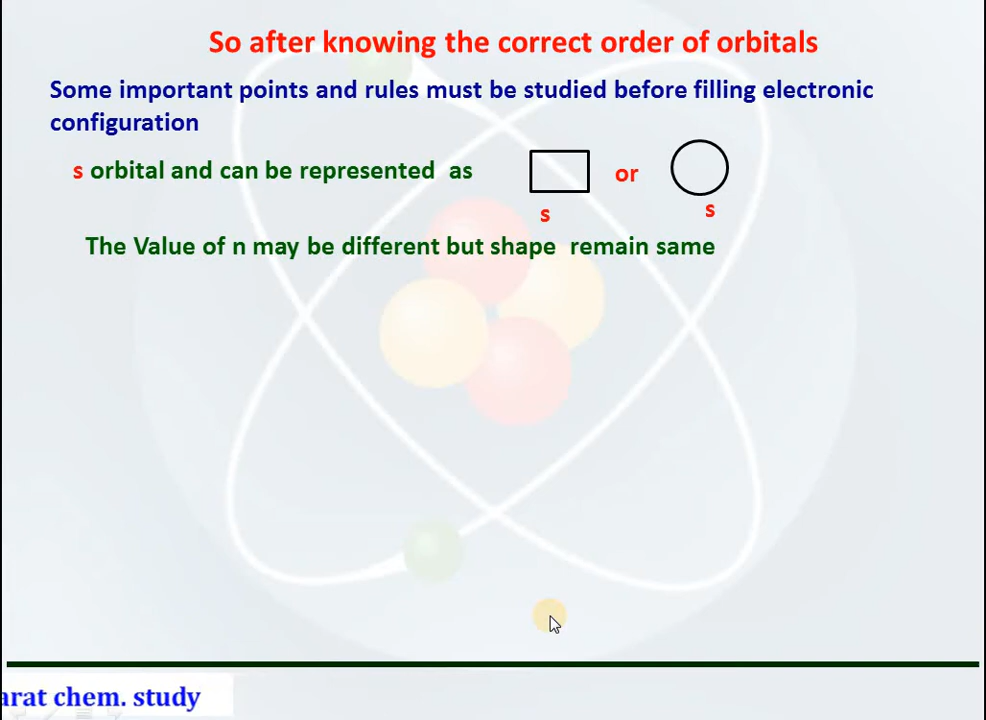 So after knowing the correct order of orbitals
Some important points and rules must be studied before filling electronic
configuration
s orbital and can be represented as or
s s
The Value of n may be different but shape remain same
chem. study